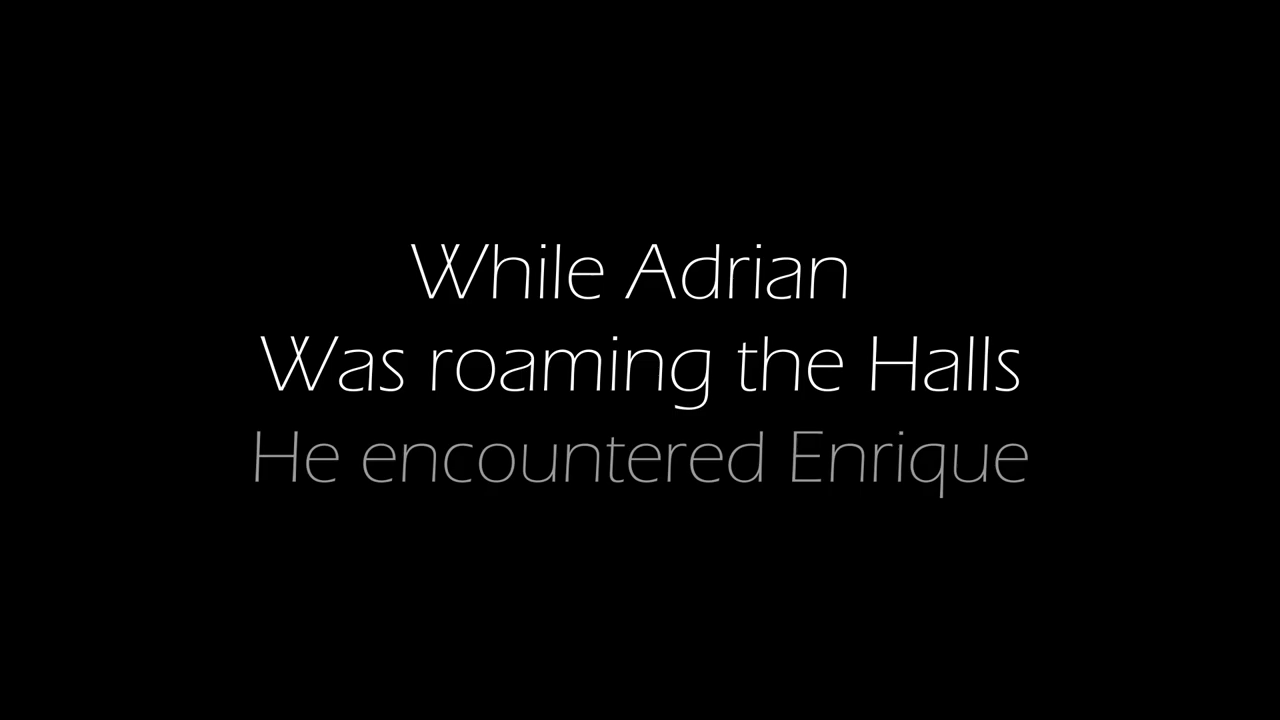 While Adrian
Was roaming the Halls
He encountered Enrique